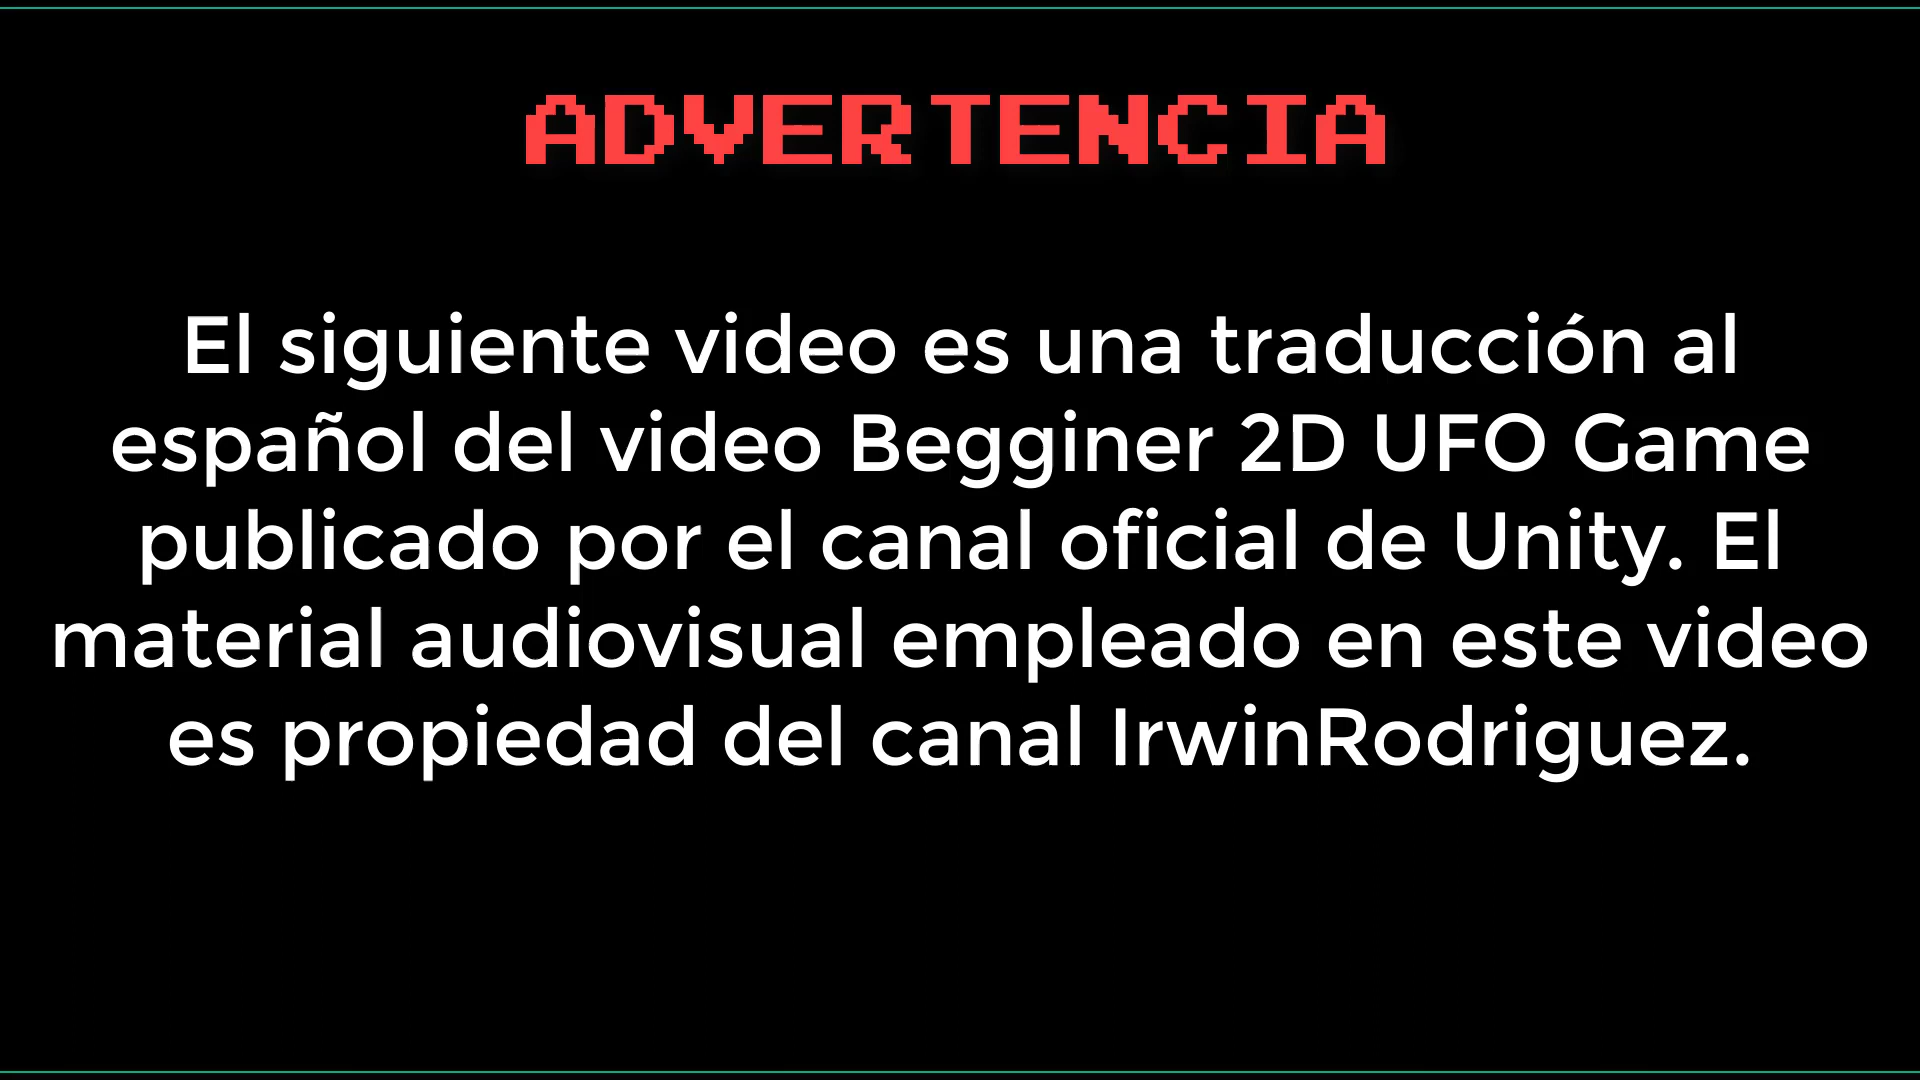 ADVERTENCIA
El siguiente video es una traducción al
español del video Begginer 2D UFO Game
publicado por el canal oficial de Unity. El
material audiovisual empleado en este video
es propiedad del canal IrwinRodriguez.